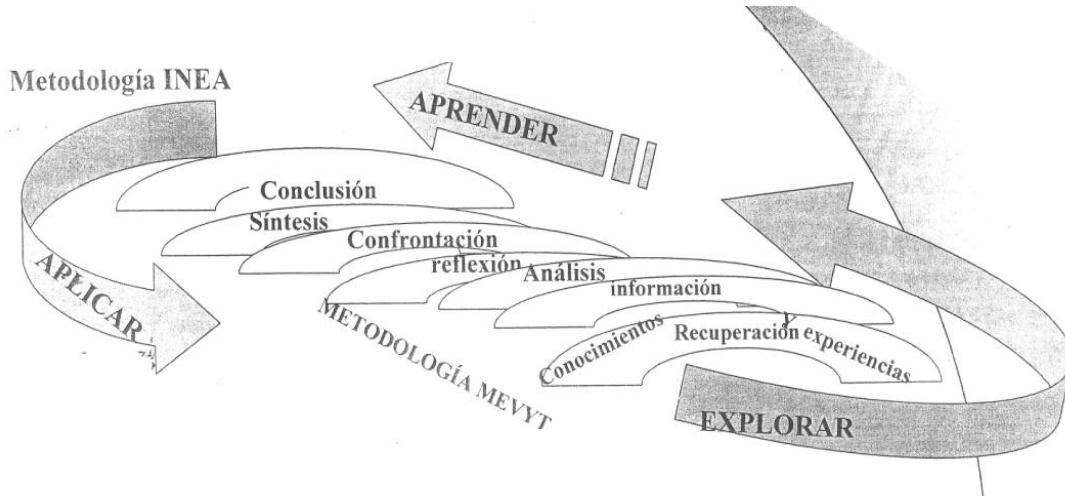 Metodología INEA
APRENDER
Conclusión
Síntesis
Confrontación
reflexión
Análisis
información
APLICAR
METODOLOGÍA MEVYT
Conocimientos
Recuperación
y
experiencias
EXPLORAR